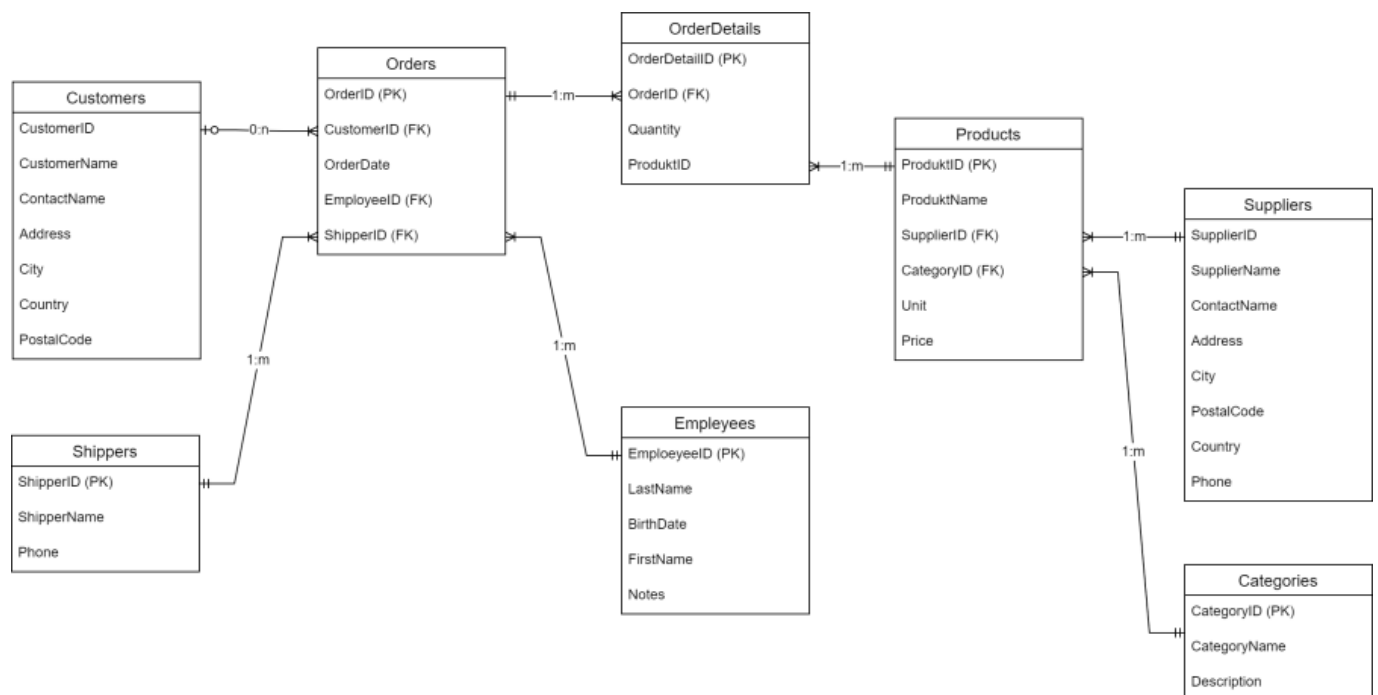 Customers
CustomerID
CustomerName
ContactName
Address
City
Country
PostalCode
0:n
Shippers
ShipperID (PK)
ShipperName
Phone
1:m
Orders
OrderID (PK)
CustomerID (FK)
OrderDate
EmployeeID (FK)
ShipperID (FK)
1:m
1:m
OrderDetails
OrderDetailID (PK)
OrderID (FK)
Quantity
ProduktID
1:m
Empleyees
EmploeyeeID (PK)
LastName
BirthDate
FirstName
Notes
Products
ProduktID (PK)
ProduktName
SupplierID (FK)
CategoryID (FK)
Unit
Price
1:m
1:m
Suppliers
SupplierID
SupplierName
ContactName
Address
City
PostalCode
Country
Phone
Categories
CategoryID (PK)
CategoryName
Description